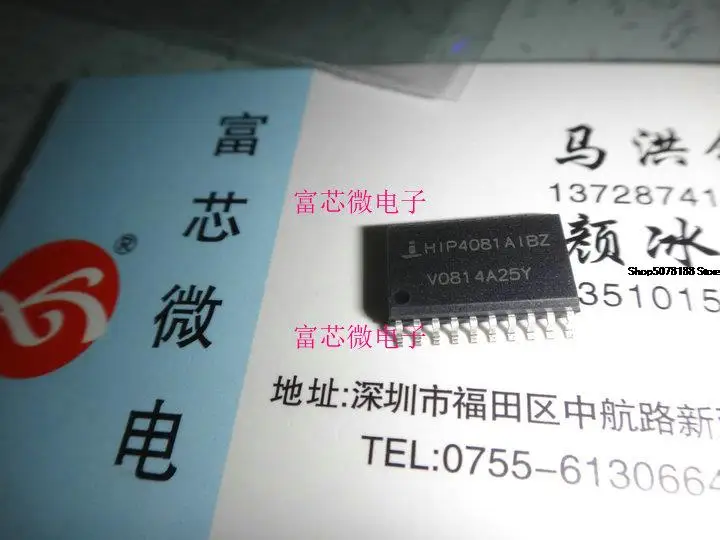 富芯微电
®
富芯微电子
马洪
13728741
HIP4081AIBZ
V0814A25Y
颜冰
Shop5078188 Store
351015
富芯微电子
地址:深圳市福田区中航路新
TEL:0755-6130664